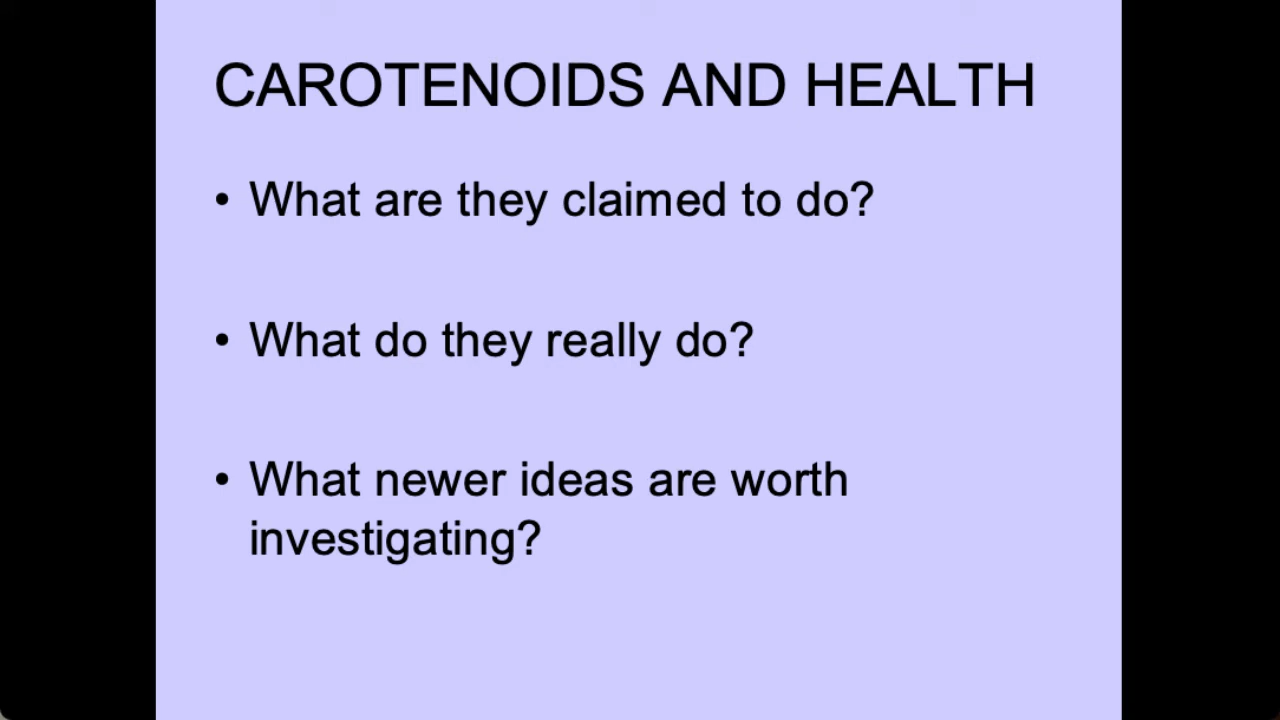 CAROTENOIDS AND HEALTH
• What are they claimed to do?
• What do they really do?
• What newer ideas are worth
investigating?